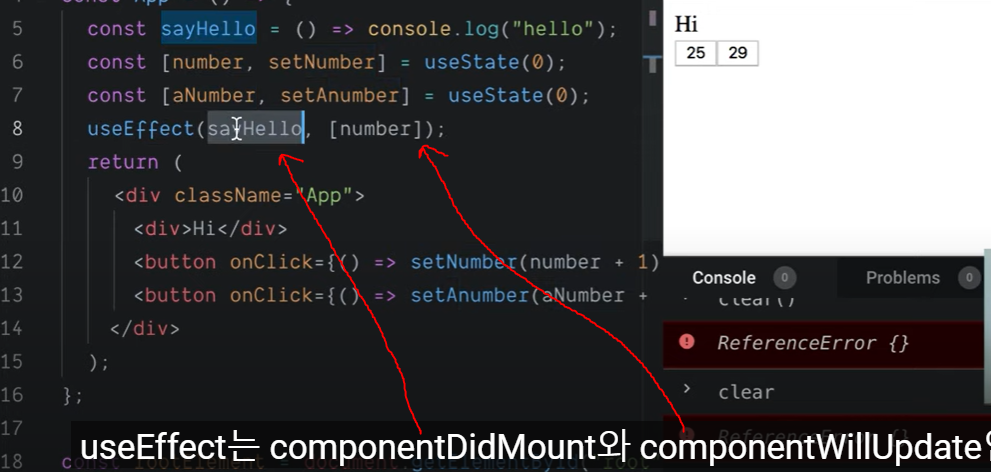 5 const sayHello = () => console.log("hello");
6 const [number, setNumber] = useState(0);
7 const [aNumber, setAnumber] = useState(0);
8 useEffect(sayHello, [number]);
9 return (
10 <div className="App">
11 <div>Hi</div>
12 <button onClick={() => setNumber(number + 1)
13 <button onClick={() => setAnumber(aNumber +
14 </div>
15 );
16 };
17
18
Hi
25 29
Console 0 Problems 0
clear()
ReferenceError {}
clear
useEffect는 componentDidMount와 componentWillUpdate